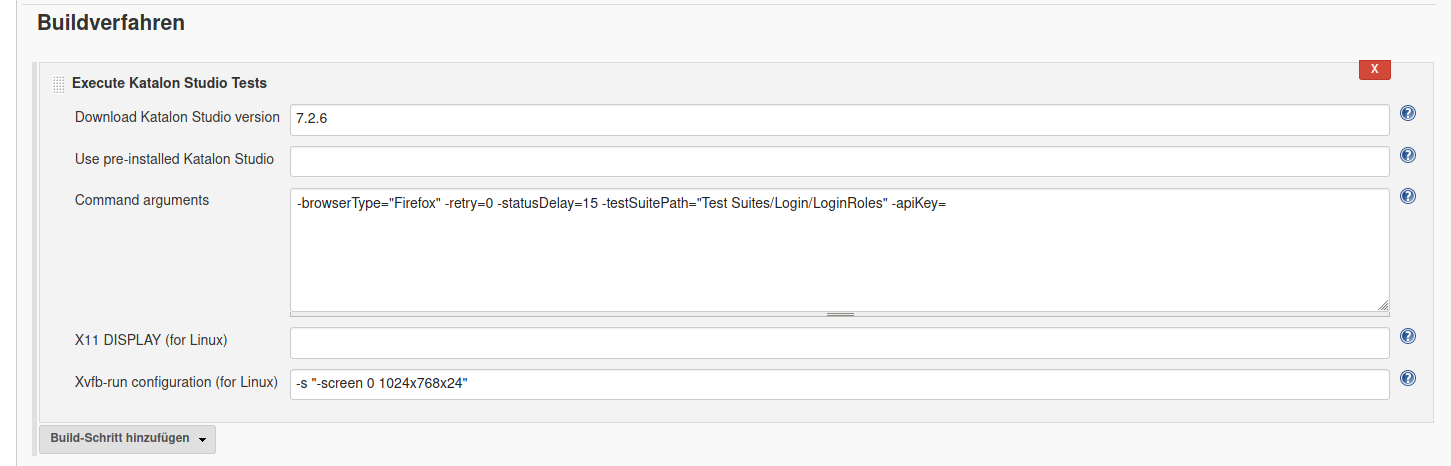 Buildverfahren
X
Execute Katalon Studio Tests
Download Katalon Studio version 7.2.6 ?
Use pre-installed Katalon Studio ?
Command arguments -browserType="Firefox" -retry=0 -statusDelay=15 -testSuitePath="Test Suites/Login/LoginRoles" -apiKey= ?
X11 DISPLAY (for Linux) ?
Xvfb-run configuration (for Linux) -s "-screen 0 1024x768x24" ?
Build-Schritt hinzufügen